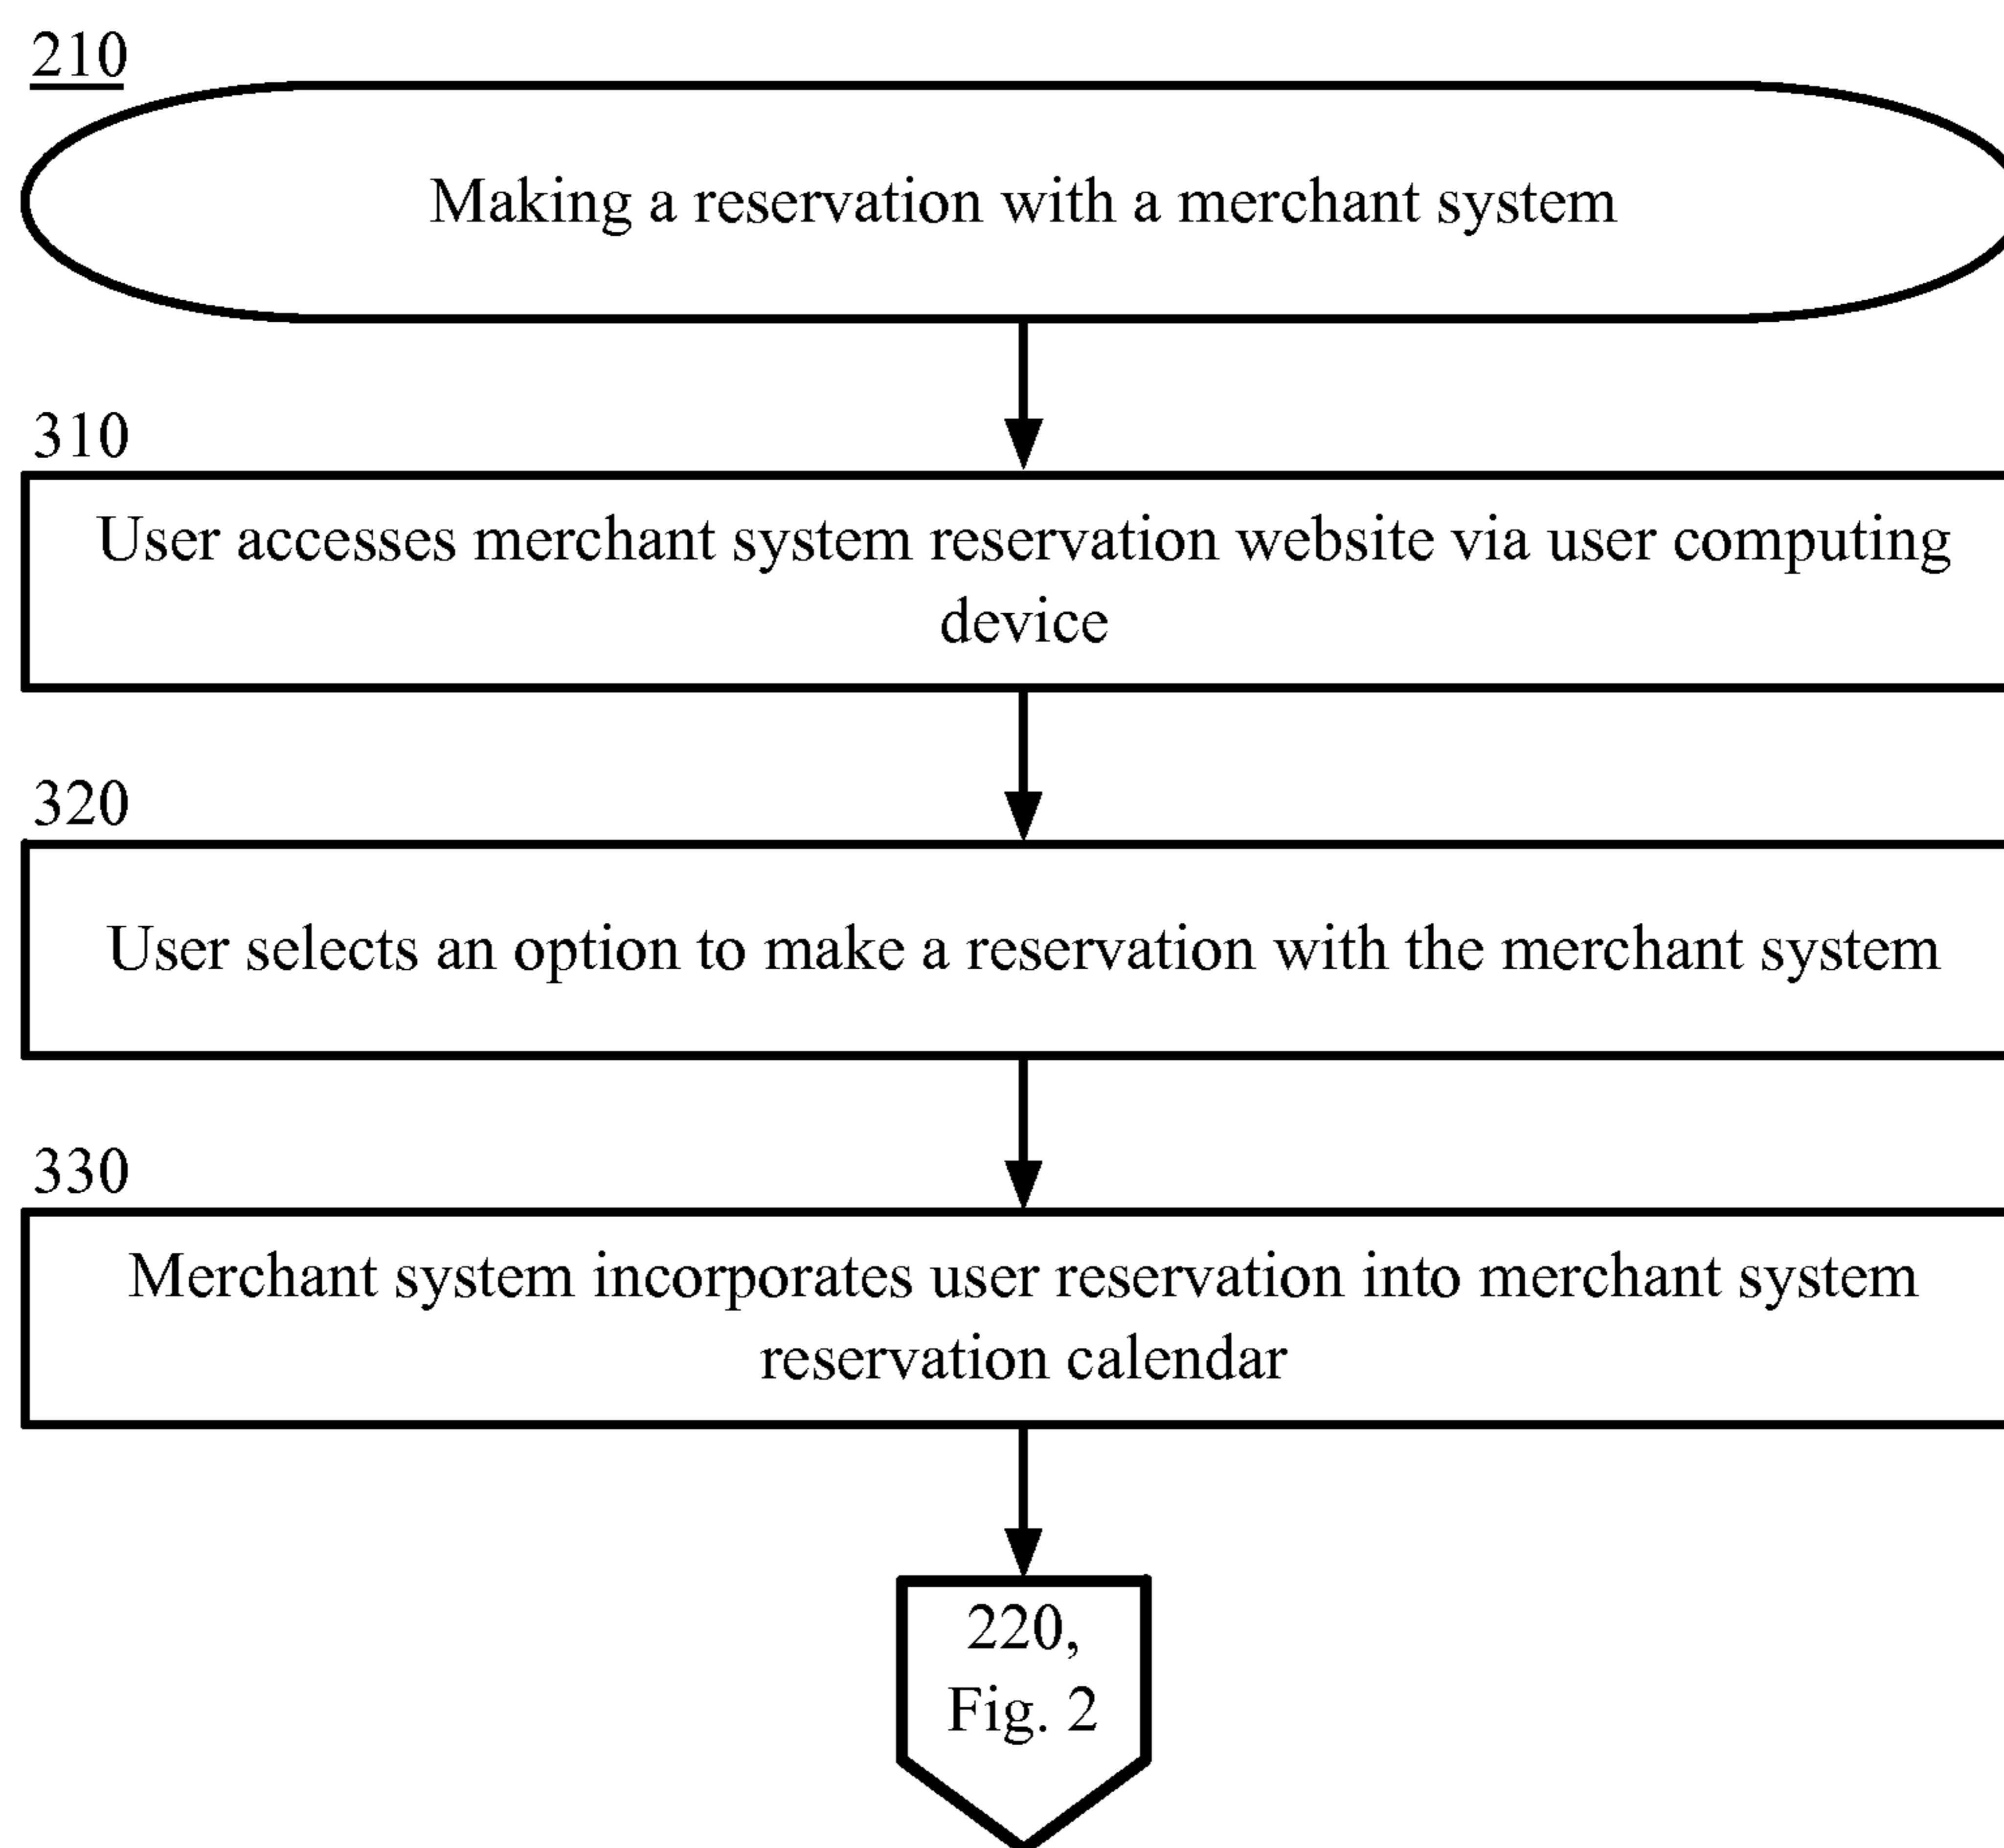 210
Making a reservation with a merchant system
310
User accesses merchant system reservation website via user computing
device
320
User selects an option to make a reservation with the merchant system
330
Merchant system incorporates user reservation into merchant system
reservation calendar
220,
Fig. 2